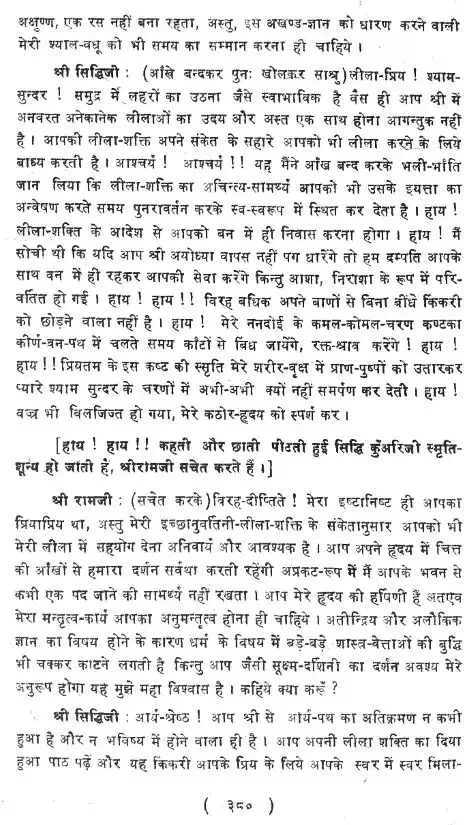 अक्षुण्ण, एक रस नहीं बना रहता, अस्तु, इस अखण्ड-ज्ञान को धारण करने वाली
मेरी श्याल-वधू को भी समय का सम्मान करना ही चाहिये ।
श्री सिद्धिजी : (आँखे बन्दकर पुनः खोलकर साश्रु) लीला-प्रिय ! श्याम-
सुन्दर ! समुद्र में लहरों का उठना जैसे स्वाभाविक है वैस ही आप श्री में
अनवरत अनेकानेक लीलाओं का उदय और अस्त एक साथ होना आगन्तुक नहीं
है । आपकी लीला-शक्ति अपने संकेत के सहारे आपको भी लीला करने के लिये
बाध्य करती है । आश्चर्य ! आश्चर्य !! यह मैंने आँख बन्द करके भली-भाँति
जान लिया कि लीला-शक्ति का अचिन्त्य-सामर्थ्य आपको भी उसके इयत्ता का
अन्वेषण करते समय पुनरावर्तन करके स्व-स्वरूप में स्थित कर देता है । हाय !
लीला-शक्ति के आदेश से आपको बन में ही निवास करना होगा । हाय ! मैं
सोची थी कि यदि आप श्री अयोध्या वापस नहीं पग धारेंगे तो हम दम्पति आपके
साथ वन में ही रहकर आपकी सेवा करेंगे किन्तु आशा, निराशा के रूप में परि-
वर्तित हो गई । हाय ! हाय !! विरह बधिक अपने बाणों से बिना बींधे किंकरी
को छोड़ने वाला नहीं है । हाय ! मेरे ननदोई के कमल-कोमल-चरण कण्टका
कीर्ण-वन-पथ में चलते समय काँटों से विध जायेंगे, रक्त-श्राव करेंगे ! हाय !
हाय !! प्रियतम के इस कष्ट की स्मृति मेरे शरीर-वृक्ष में प्राण-पुष्पों को उतारकर
प्यारे श्याम सुन्दर के चरणों में अभी-अभी क्यों नहीं समर्पण कर देती । हाय !
वज्र भी विलज्जित हो गया, मेरे कठोर-हृदय को स्पर्श कर ।
[हाय ! हाय !! कहती और छाती पीटती हुई सिद्धि कुँअरिजी स्मृति-
शून्य हो जाती हैं, श्रीरामजी सचेत करते हैं ।]
श्री रामजी : (सचेत करके) विरह-दीप्तिते ! मेरा इष्टानिष्ट ही आपका
प्रियाप्रिय था, अस्तु मेरी इच्छानुवर्तिनी-लीला-शक्ति के संकेतानुसार आपको भी
मेरी लीला में सहयोग देना अनिवार्य और आवश्यक है । आप अपने हृदय में चित्त
की आँखों से हमारा दर्शन सर्वथा करती रहेंगी अप्रकट-रूप में मैं आपके भवन से
कभी एक पद जाने की सामर्थ्य नहीं रखता । आप मेरे हृदय की हर्षिणी हैं अतएव
मेरा मन्तृत्व-कार्य आपका अनुमन्तृत्व होना ही चाहिये । अतीन्द्रिय और अलौकिक
ज्ञान का विषय होने के कारण धर्म के विषय में बड़े-बड़े शास्त्र-वेत्ताओं की बुद्धि
भी चक्कर काटने लगती है किन्तु आप जैसी सूक्ष्म-दर्शिनी का दर्शन अवश्य मेरे
अनुरूप होगा यह मुझे महा विश्वास है । कहिये क्या करूँ ?
श्री सिद्धिजी : आर्य-श्रेष्ठ ! आप श्री से आर्य-पथ का अतिक्रमण न कभी
हुआ है और न भविष्य में होने वाला ही है । आप अपनी लीला शक्ति का दिया
हुआ पाठ पढ़ें और यह किंकरी आपके प्रिय के लिये आपके स्वर में स्वर मिला-
( ३८० )